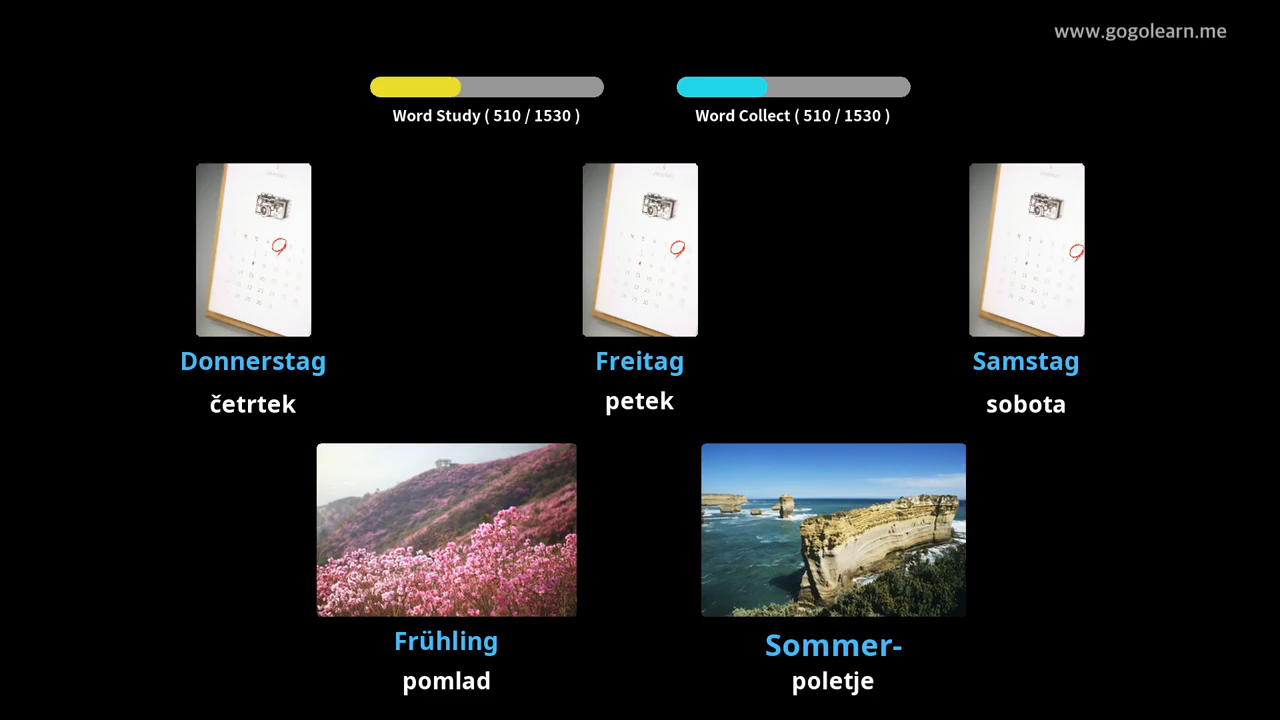 www.gogolearn.me
Word Study ( 510 / 1530 )
Word Collect ( 510 / 1530 )
Donnerstag
četrtek
Freitag
petek
Samstag
sobota
Frühling
pomlad
Sommer-
poletje